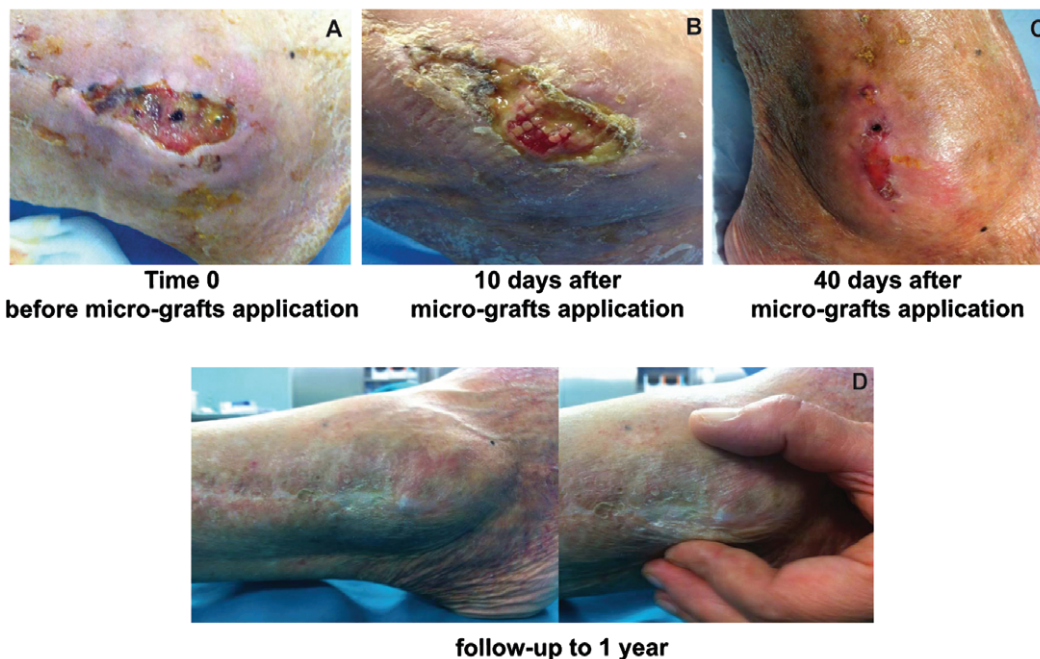 A
B
C
Time 0
before micro-grafts application
10 days after
micro-grafts application
40 days after
micro-grafts application
D
follow-up to 1 year